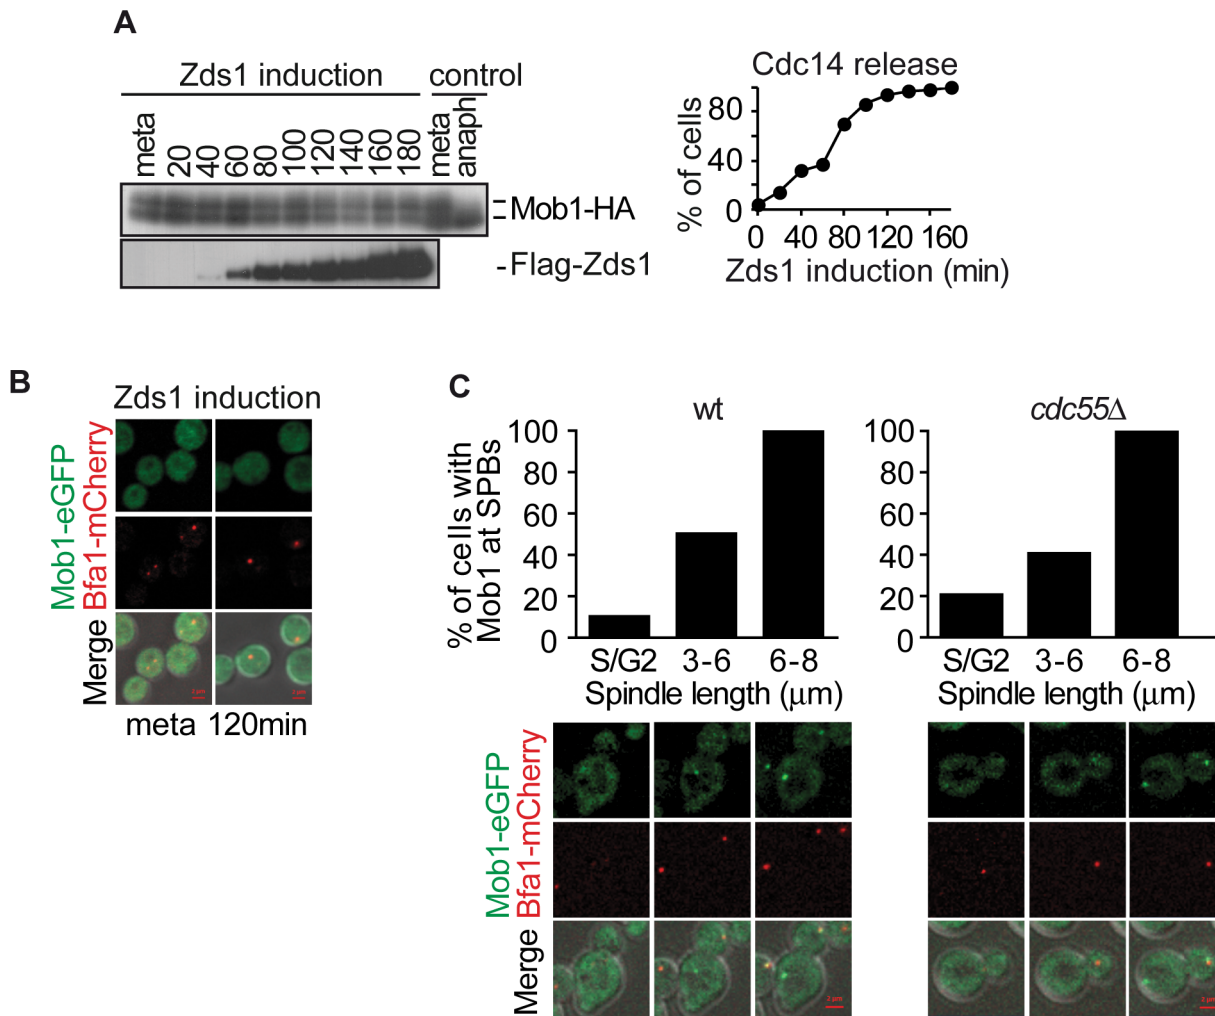 A
Zds1 induction
control
meta
20
40
60
80
100
120
140
160
180
meta
anaph
Mob1-HA
-Flag-Zds1
Cdc14 release
% of cells
80
40
0
0 40 80 120 160
Zds1 induction (min)
B
Zds1 induction
Mob1-eGFP
Bfa1-mCherry
Merge
meta 120min
C
wt
% of cells with
Mob1 at SPBs
100
80
60
40
20
0
S/G2 3-6 6-8
Spindle length (μm)
cdc55Δ
100
80
60
40
20
0
S/G2 3-6 6-8
Spindle length (μm)
Mob1-eGFP
Bfa1-mCherry
Merge